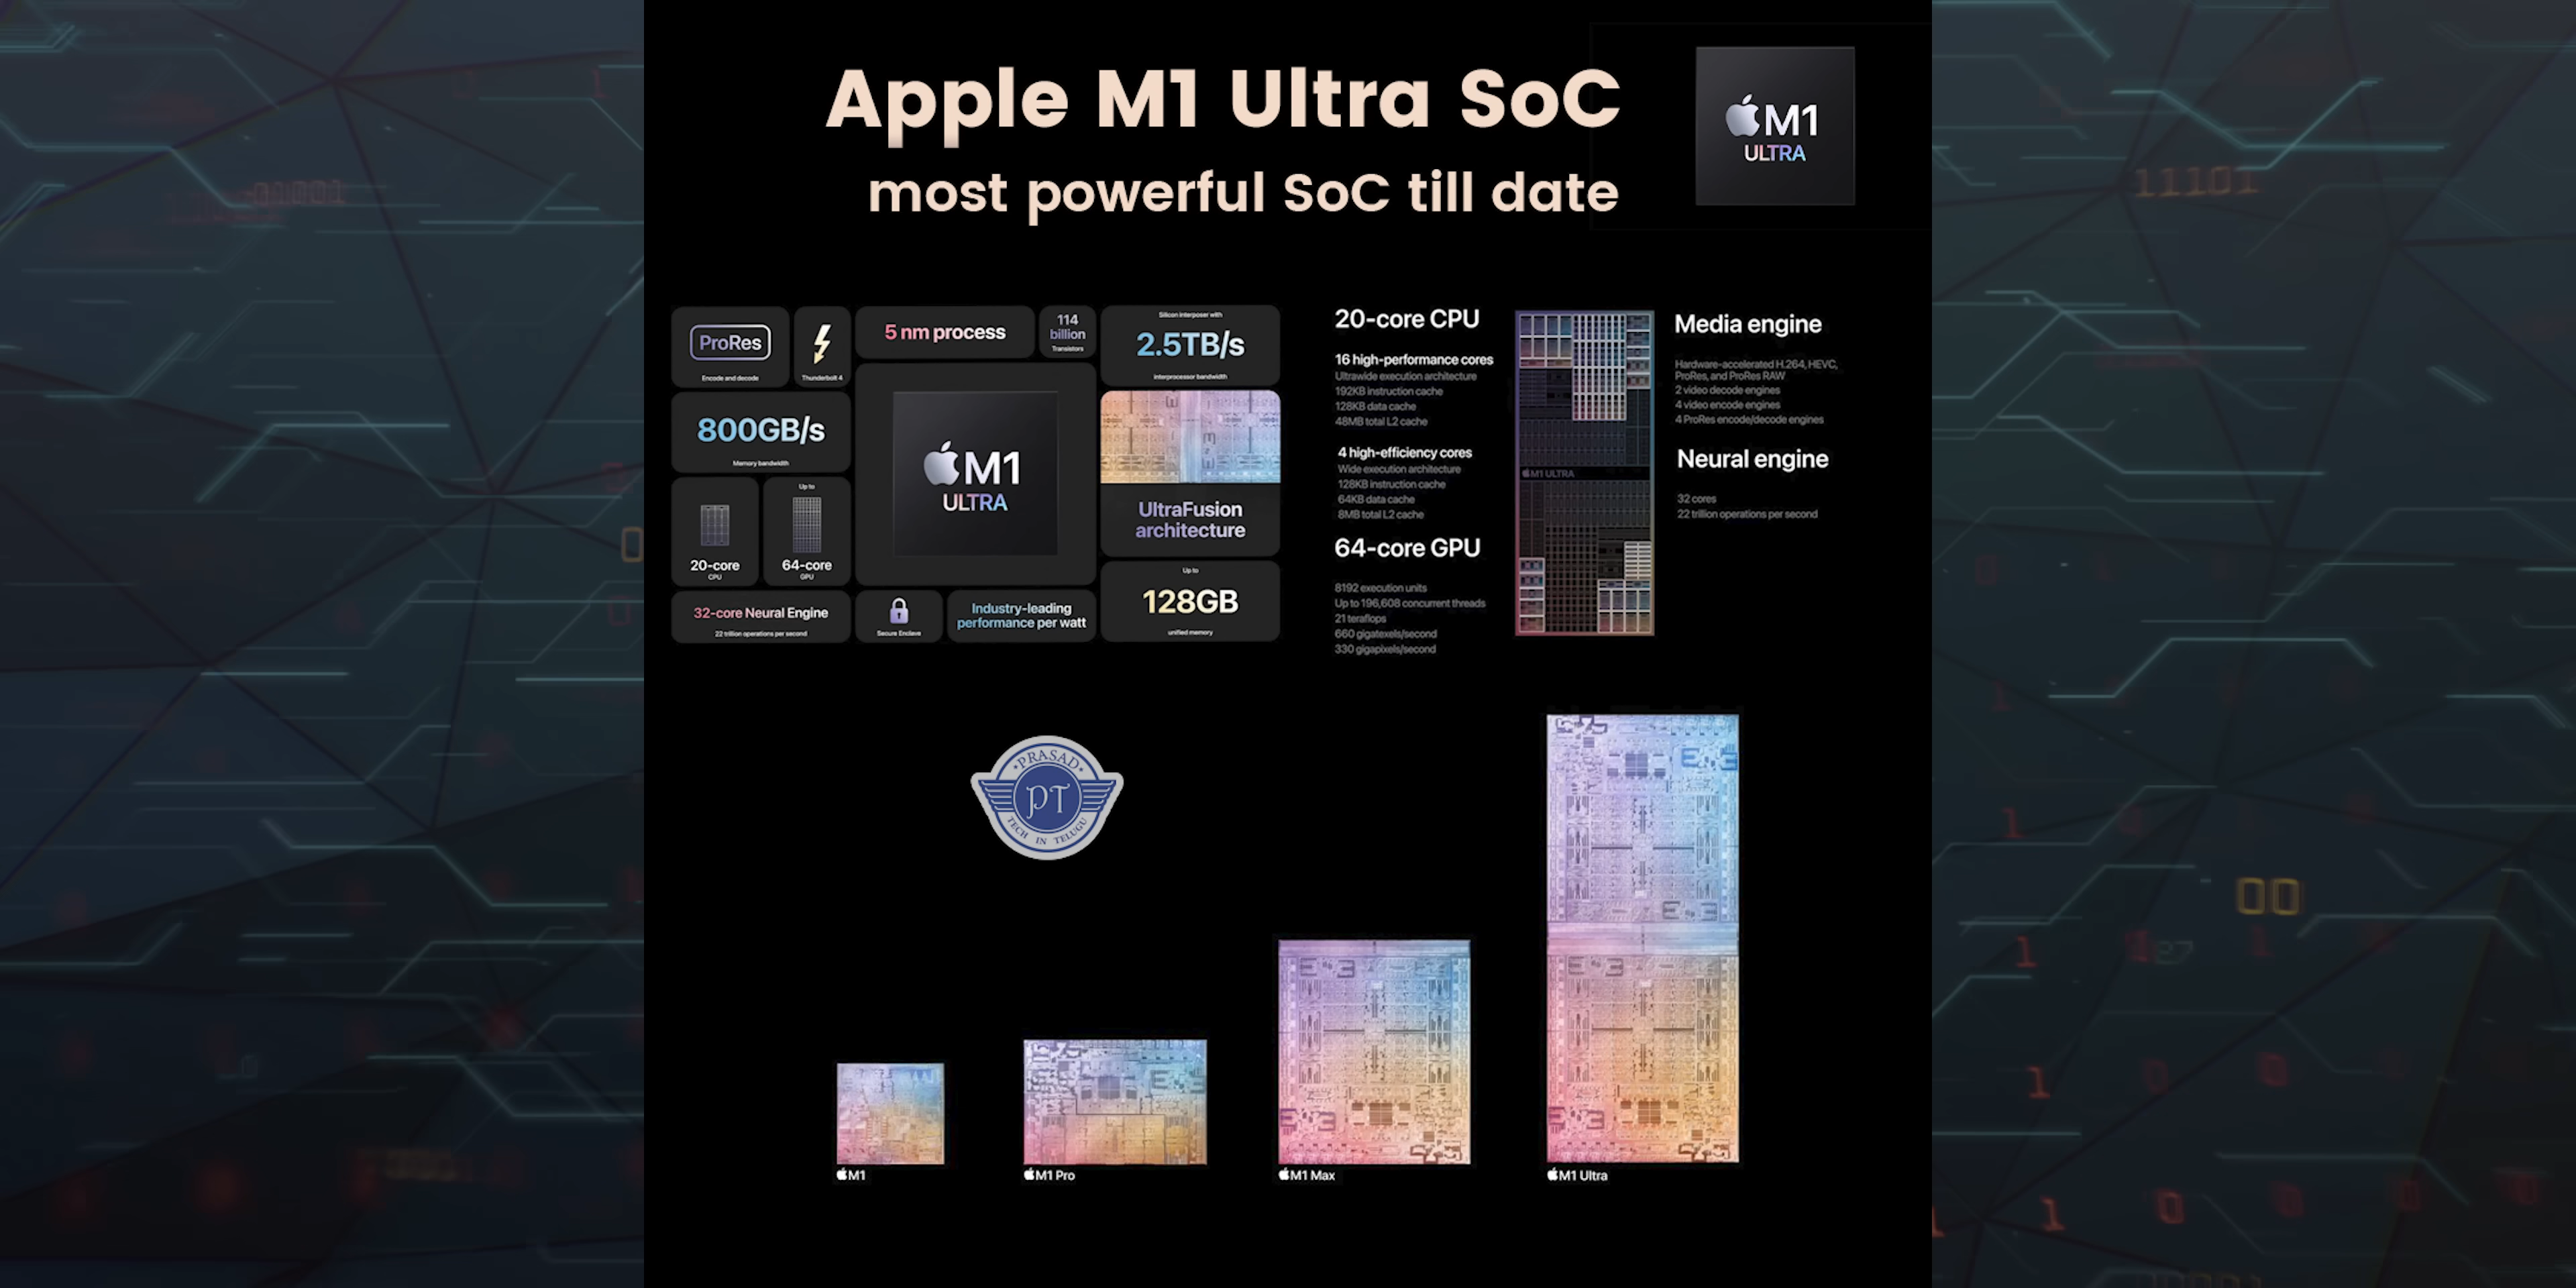 Apple M1 Ultra SoC
most powerful SoC till date
M1
ULTRA
ProRes
Encode and decode
Thunderbolt 4
5 nm process
114
billion
Transistors
Silicon interposer with
2.5TB/s
interprocessor bandwidth
800GB/s
Memory bandwidth
M1
ULTRA
UltraFusion
architecture
20-core
CPU
Up to
64-core
GPU
32-core Neural Engine
22 trillion operations per second
Secure Enclave
Industry-leading
performance per watt
Up to
128GB
unified memory
20-core CPU
16 high-performance cores
Ultrawide execution architecture
192KB instruction cache
128KB data cache
48MB total L2 cache
4 high-efficiency cores
Wide execution architecture
128KB instruction cache
64KB data cache
8MB total L2 cache
64-core GPU
8192 execution units
Up to 196,608 concurrent threads
21 teraflops
660 gigatexels/second
330 gigapixels/second
M1 ULTRA
Media engine
Hardware-accelerated H.264, HEVC,
ProRes, and ProRes RAW
2 video decode engines
4 video encode engines
4 ProRes encode/decode engines
Neural engine
32 cores
22 trillion operations per second
PRASAD
PT
TECH IN TELUGU
M1
M1 Pro
M1 Max
M1 Ultra
11101
00